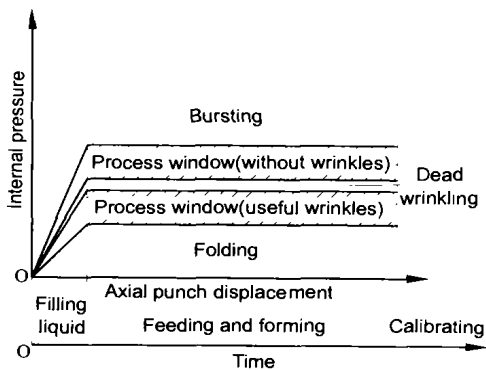 Internal pressure
Bursting
Process window(without wrinkles)
Dead
wrinkling
Process window(useful wrinkles)
Folding
O
Axial punch displacement
Filling
liquid
Feeding and forming
Calibrating
O
Time